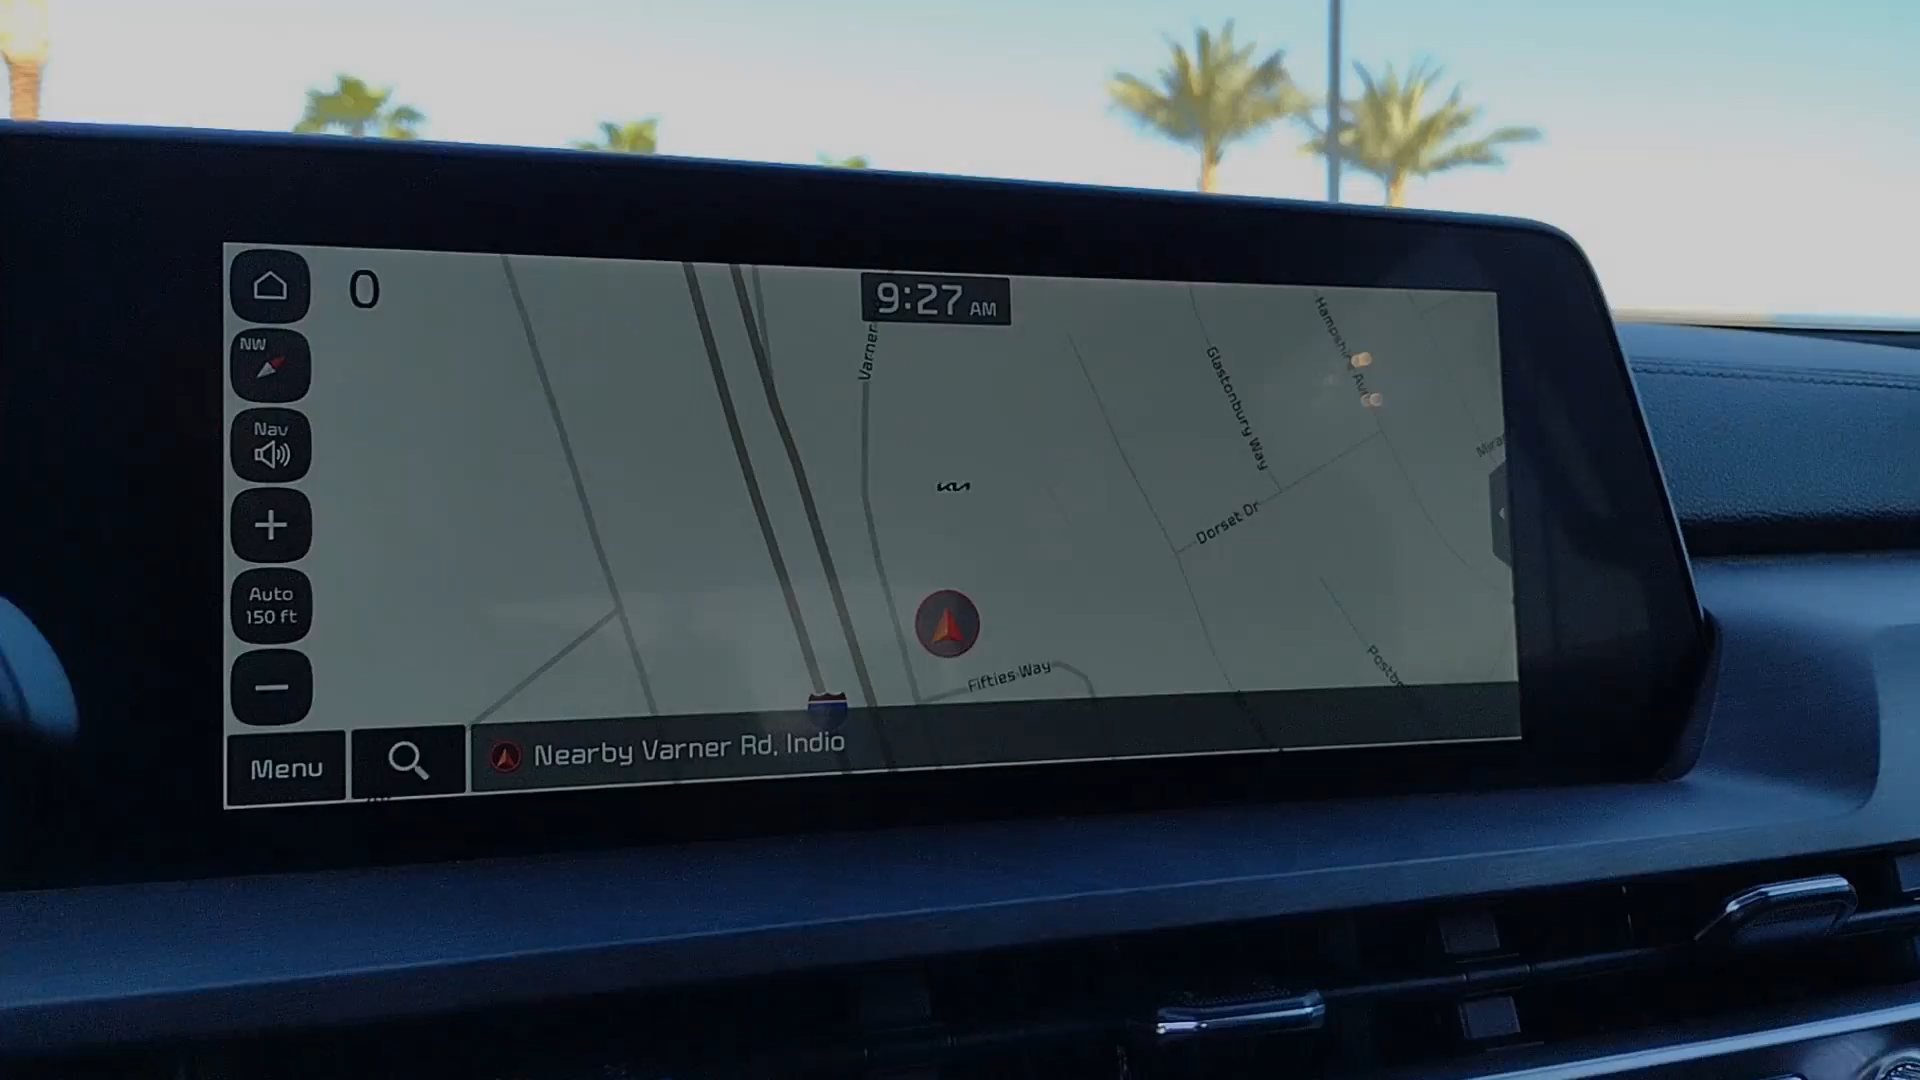 0
9:27 AM
NW
Nav
Auto
150 ft
Menu
Varner
Glastonbury Way
Dorset Dr
Fifties Way
KIA
Nearby Varner Rd, Indio